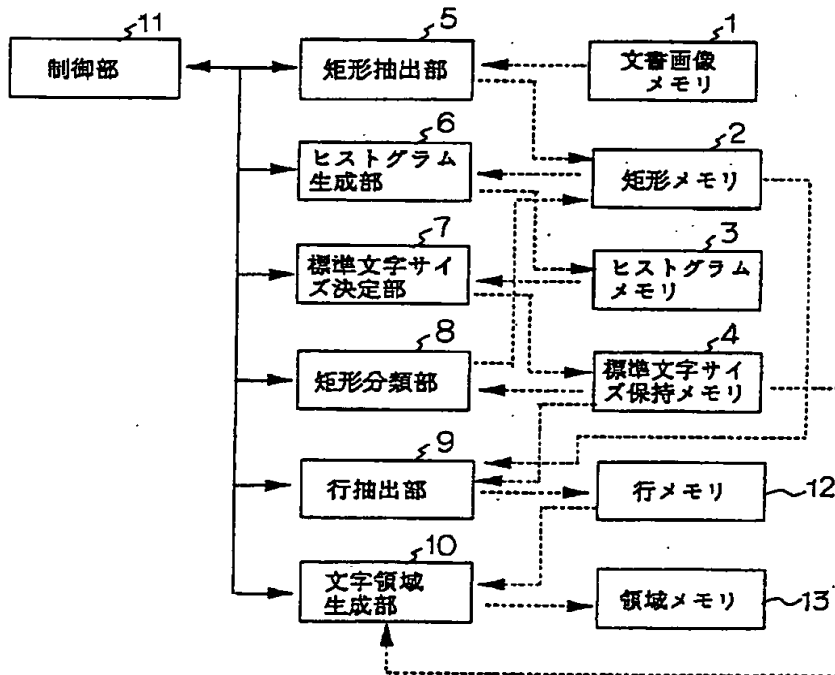 11
制御部
5
矩形抽出部
1
文書画像
メモリ
6
ヒストグラム
生成部
2
矩形メモリ
7
標準文字サイ
ズ決定部
3
ヒストグラム
メモリ
8
矩形分類部
4
標準文字サイ
ズ保持メモリ
9
行抽出部
行メモリ
12
10
文字領域
生成部
領域メモリ
13